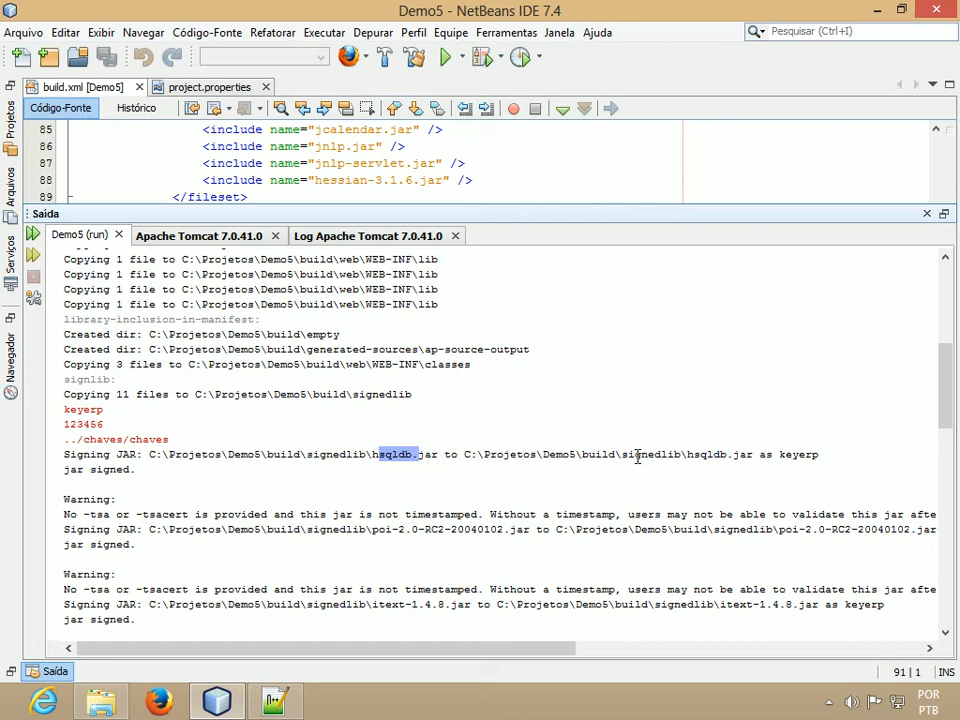 Demo5 - NetBeans IDE 7.4
Arquivo Editar Exibir Navegar Código-Fonte Refatorar Executar Depurar Perfil Equipe Ferramentas Janela Ajuda
Pesquisar (Ctrl+I)
build.xml [Demo5] project.properties
Código-Fonte Histórico
85 <include name="jcalendar.jar" />
86 <include name="jnlp.jar" />
87 <include name="jnlp-servlet.jar" />
88 <include name="hessian-3.1.6.jar" />
89 </fileset>
Projetos
Arquivos
Serviços
Navegador
Saída
Demo5 (run) Apache Tomcat 7.0.41.0 Log Apache Tomcat 7.0.41.0
Copying 1 file to C:\Projetos\Demo5\build\web\WEB-INF\lib
Copying 1 file to C:\Projetos\Demo5\build\web\WEB-INF\lib
Copying 1 file to C:\Projetos\Demo5\build\web\WEB-INF\lib
Copying 1 file to C:\Projetos\Demo5\build\web\WEB-INF\lib
library-inclusion-in-manifest:
Created dir: C:\Projetos\Demo5\build\empty
Created dir: C:\Projetos\Demo5\build\generated-sources\ap-source-output
Copying 3 files to C:\Projetos\Demo5\build\web\WEB-INF\classes
signlib:
Copying 11 files to C:\Projetos\Demo5\build\signedlib
keyerp
123456
../chaves/chaves
Signing JAR: C:\Projetos\Demo5\build\signedlib\hsqldb.jar to C:\Projetos\Demo5\build\signedlib\hsqldb.jar as keyerp
jar signed.
Warning:
No -tsa or -tsacert is provided and this jar is not timestamped. Without a timestamp, users may not be able to validate this jar afte
Signing JAR: C:\Projetos\Demo5\build\signedlib\poi-2.0-RC2-20040102.jar to C:\Projetos\Demo5\build\signedlib\poi-2.0-RC2-20040102.jar
jar signed.
Warning:
No -tsa or -tsacert is provided and this jar is not timestamped. Without a timestamp, users may not be able to validate this jar afte
Signing JAR: C:\Projetos\Demo5\build\signedlib\itext-1.4.8.jar to C:\Projetos\Demo5\build\signedlib\itext-1.4.8.jar as keyerp
jar signed.
Saída
91 | 1 INS
POR
PTB